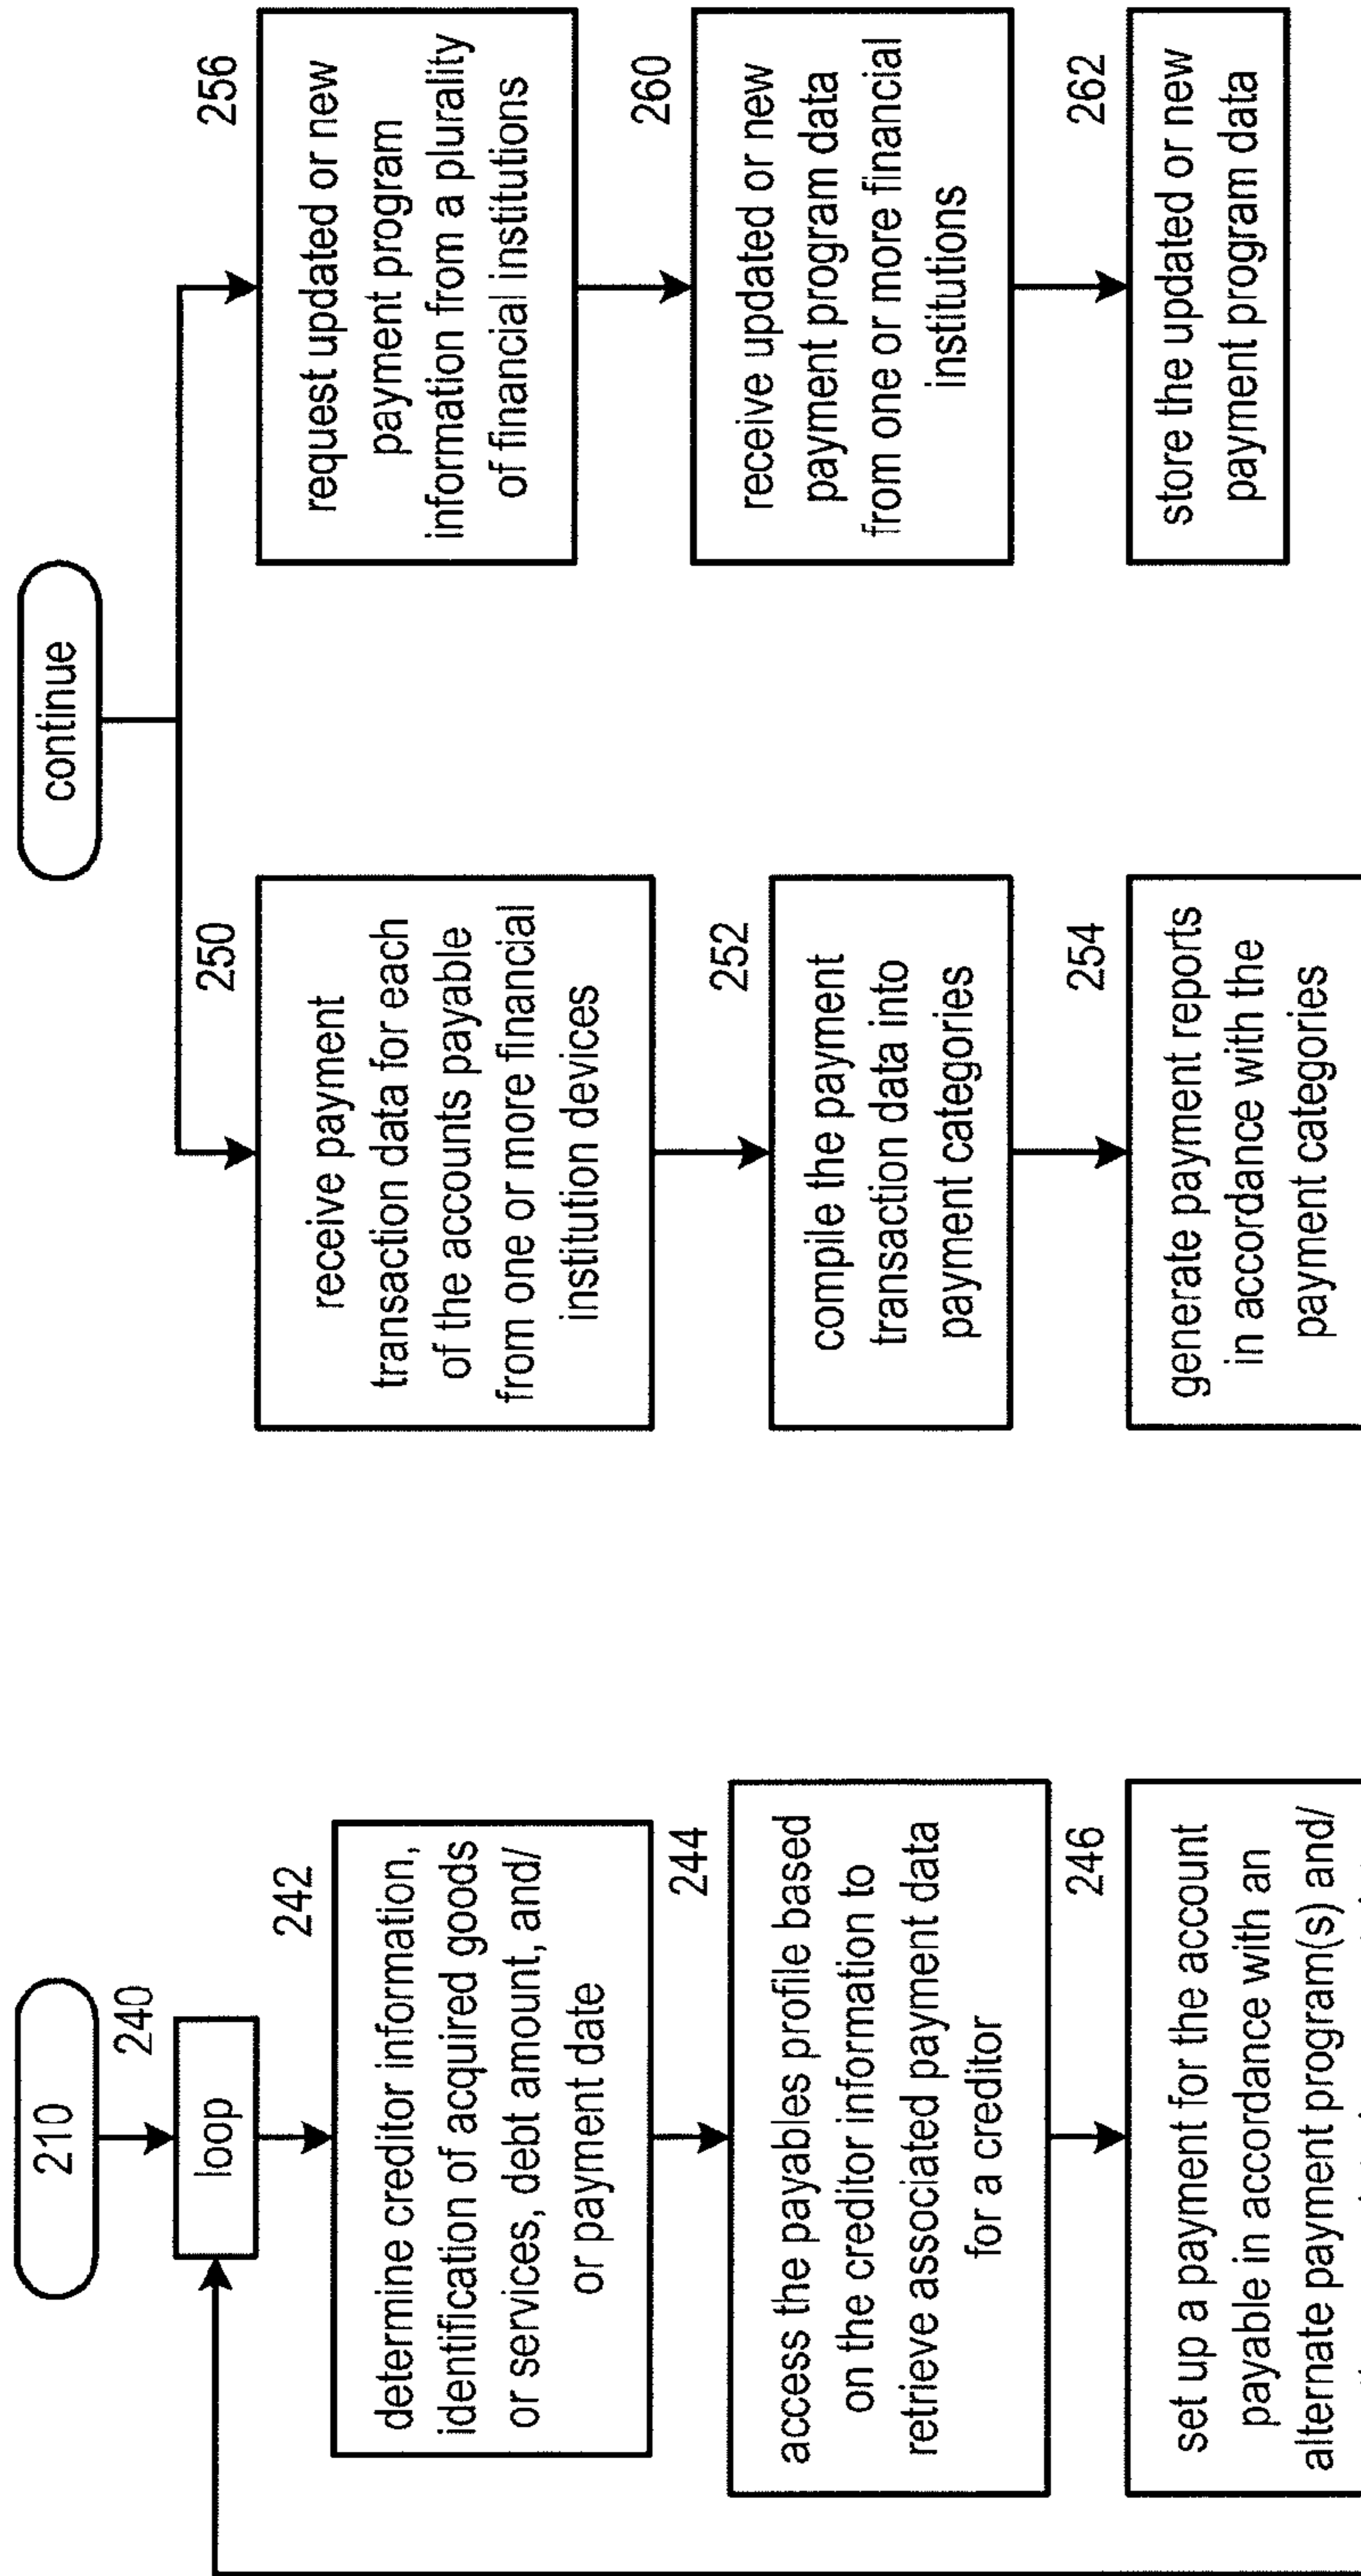 210
240
loop
242
determine creditor information,
identification of acquired goods
or services, debt amount, and/
or payment date
244
access the payables profile based
on the creditor information to
retrieve associated payment data
for a creditor
246
set up a payment for the account
payable in accordance with an
alternate payment program(s) and/
continue
250
receive payment
transaction data for each
of the accounts payable
from one or more financial
institution devices
252
compile the payment
transaction data into
payment categories
254
generate payment reports
in accordance with the
payment categories
256
request updated or new
payment program
information from a plurality
of financial institutions
260
receive updated or new
payment program data
from one or more financial
institutions
262
store the updated or new
payment program data